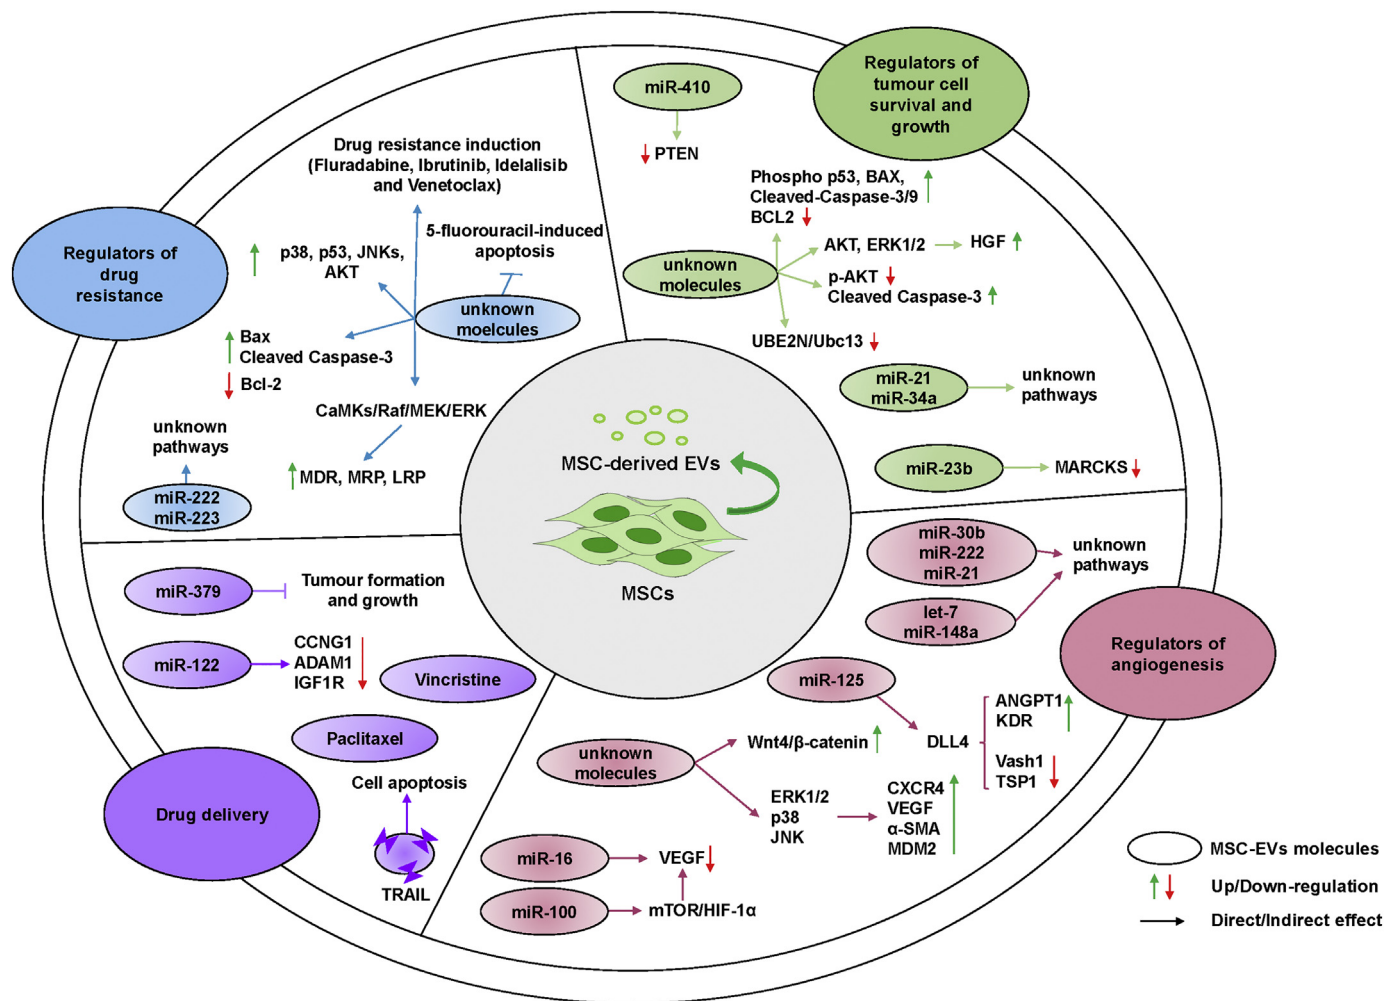 Regulators of
tumour cell
survival and
growth
miR-410
PTEN
Phospho p53, BAX,
Cleaved-Caspase-3/9
BCL2
unknown
molecules
AKT, ERK1/2
HGF
p-AKT
Cleaved Caspase-3
UBE2N/Ubc13
miR-21
miR-34a
unknown
pathways
miR-23b
MARCKS
Drug resistance induction
(Fluradabine, Ibrutinib, Idelalisib
and Venetoclax)
5-fluorouracil-induced
apoptosis
Regulators of
drug
resistance
p38, p53, JNKs,
AKT
unknown
moelcules
Bax
Cleaved Caspase-3
Bcl-2
CaMKs/Raf/MEK/ERK
unknown
pathways
MDR, MRP, LRP
miR-222
miR-223
MSC-derived EVs
MSCs
miR-30b
miR-222
miR-21
unknown
pathways
let-7
miR-148a
Regulators of
angiogenesis
miR-125
DLL4
ANGPT1
KDR
Vash1
TSP1
unknown
molecules
Wnt4/β-catenin
ERK1/2
p38
JNK
CXCR4
VEGF
α-SMA
MDM2
miR-16
VEGF
miR-100
mTOR/HIF-1α
miR-379
Tumour formation
and growth
miR-122
CCNG1
ADAM1
IGF1R
Vincristine
Paclitaxel
Cell apoptosis
TRAIL
Drug delivery
MSC-EVs molecules
Up/Down-regulation
Direct/Indirect effect